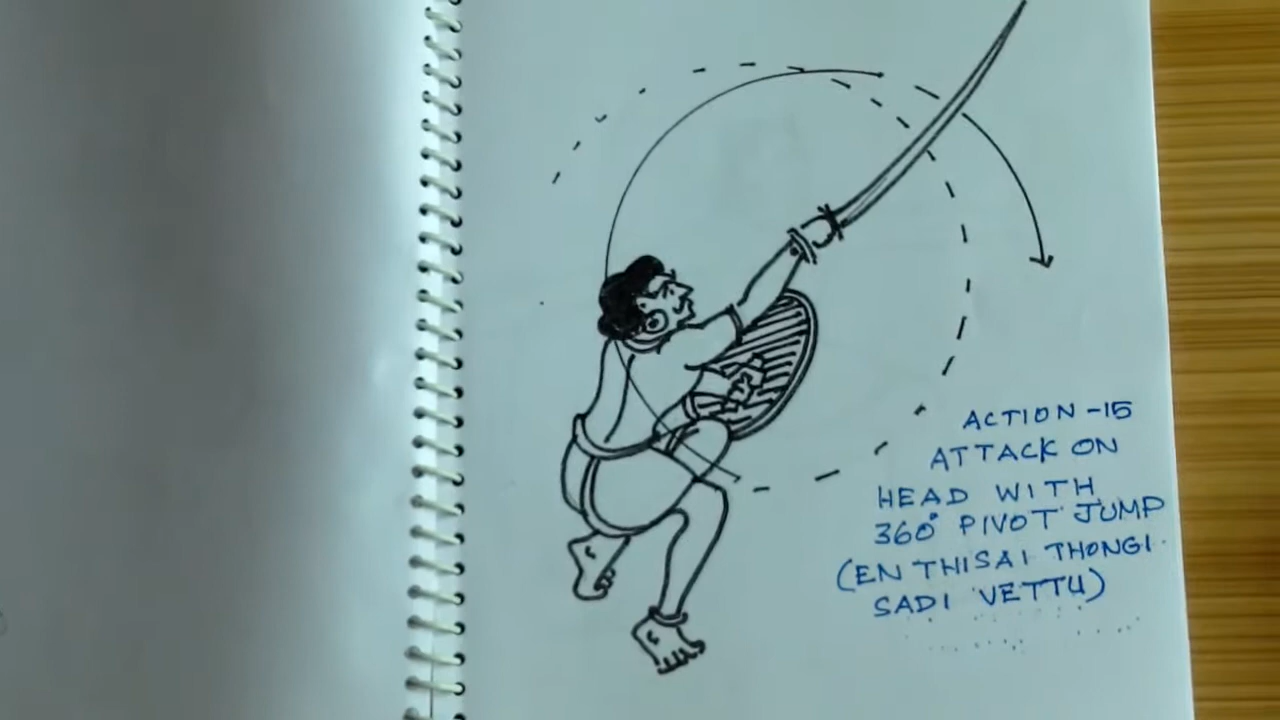 ACTION-15
ATTACK ON
HEAD WITH
360° PIVOT JUMP
(EN THISAI THONGI
SADI VETTU)